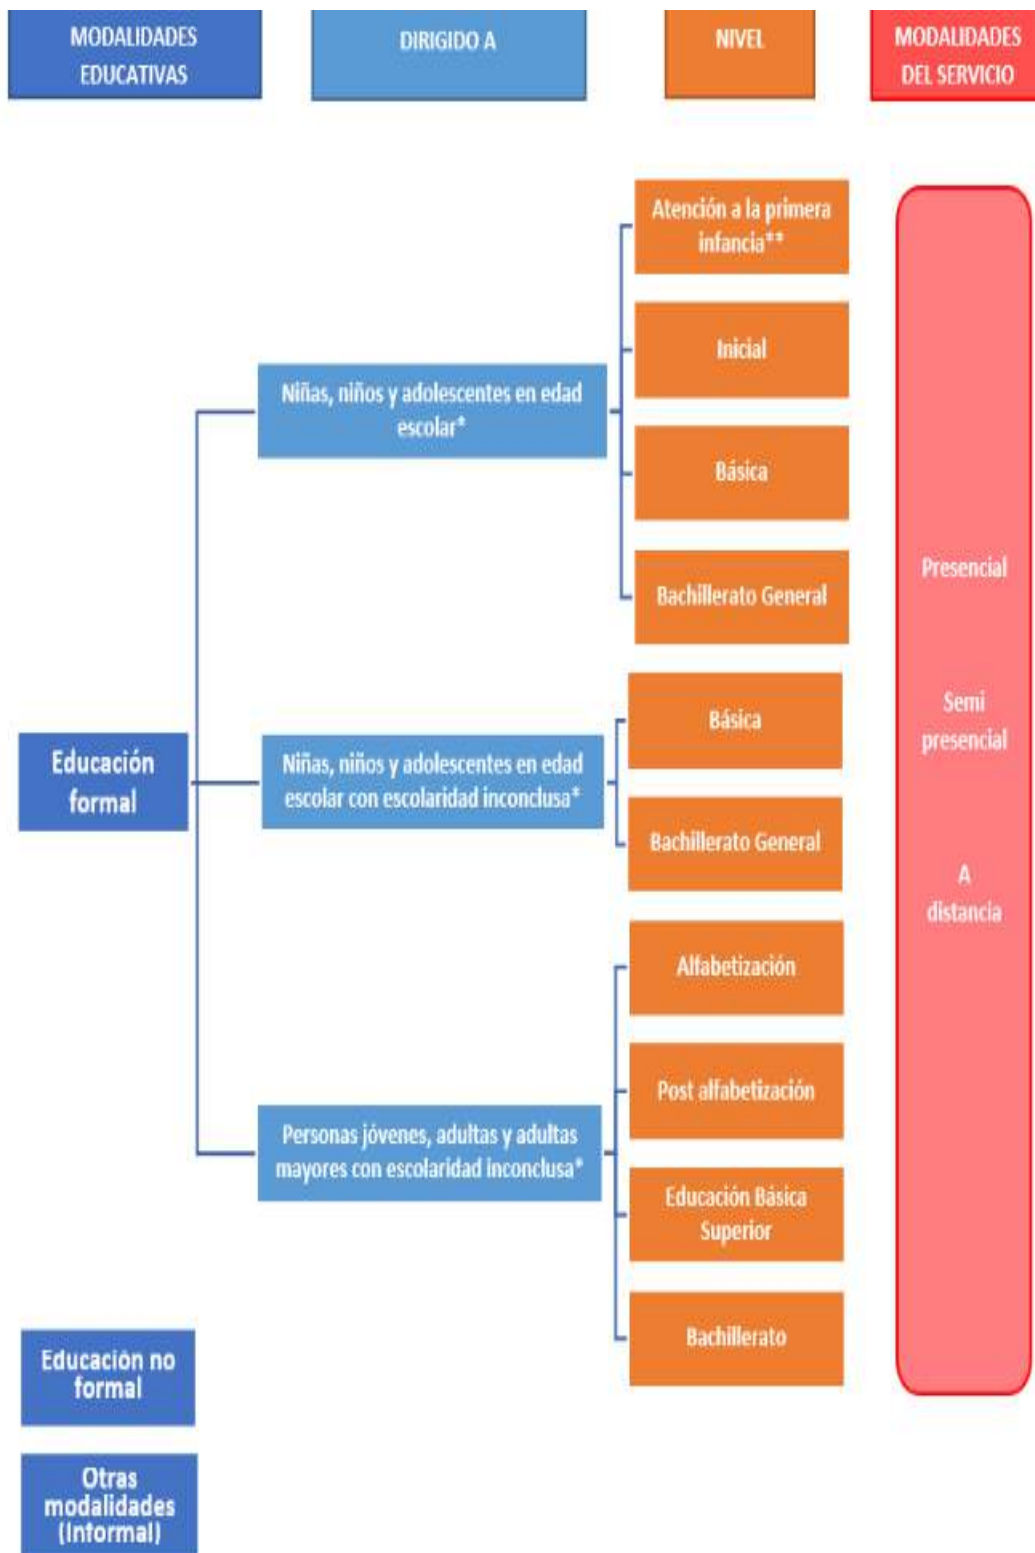 MODALIDADES
EDUCATIVAS
DIRIGIDO A
NIVEL
MODALIDADES
DEL SERVICIO
Atención a la primera
infancia**
Inicial
Niñas, niños y adolescentes en edad
escolar*
Básica
Bachillerato General
Educación
formal
Niñas, niños y adolescentes en edad
escolar con escolaridad inconclusa*
Básica
Bachillerato General
Alfabetización
Post alfabetización
Personas jóvenes, adultas y adultas
mayores con escolaridad inconclusa*
Educación Básica
Superior
Bachillerato
Presencial
Semi
presencial
A
distancia
Educación no
formal
Otras
modalidades
(Informal)